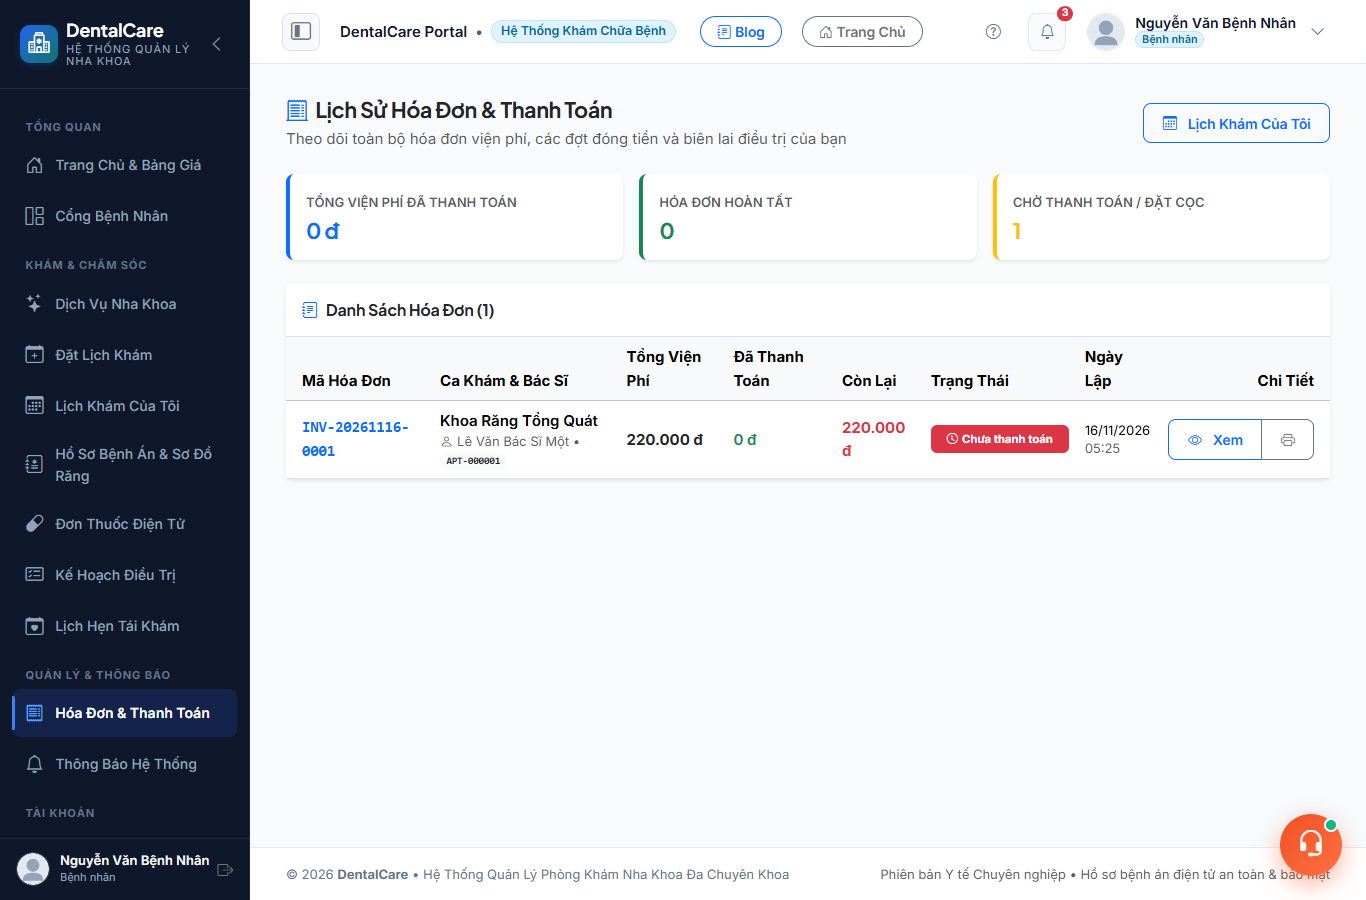 DentalCare
HỆ THỐNG QUẢN LÝ
NHA KHOA
TỔNG QUAN
Trang Chủ & Bảng Giá
Cổng Bệnh Nhân
KHÁM & CHĂM SÓC
Dịch Vụ Nha Khoa
Đặt Lịch Khám
Lịch Khám Của Tôi
Hồ Sơ Bệnh Án & Sơ Đồ
Răng
Đơn Thuốc Điện Tử
Kế Hoạch Điều Trị
Lịch Hẹn Tái Khám
QUẢN LÝ & THÔNG BÁO
Hóa Đơn & Thanh Toán
Thông Báo Hệ Thống
TÀI KHOẢN
Nguyễn Văn Bệnh Nhân
Bệnh nhân
DentalCare Portal • Hệ Thống Khám Chữa Bệnh
Blog
Trang Chủ
3
Nguyễn Văn Bệnh Nhân
Bệnh nhân
Lịch Sử Hóa Đơn & Thanh Toán
Theo dõi toàn bộ hóa đơn viện phí, các đợt đóng tiền và biên lai điều trị của bạn
Lịch Khám Của Tôi
TỔNG VIỆN PHÍ ĐÃ THANH TOÁN
0 đ
HÓA ĐƠN HOÀN TẤT
0
CHỜ THANH TOÁN / ĐẶT CỌC
1
Danh Sách Hóa Đơn (1)
Mã Hóa Đơn
Ca Khám & Bác Sĩ
Tổng Viện
Phí
Đã Thanh
Toán
Còn Lại
Trạng Thái
Ngày
Lập
Chi Tiết
INV-20261116-
0001
Khoa Răng Tổng Quát
Lê Văn Bác Sĩ Một •
APT-000001
220.000 đ
0 đ
220.000
đ
Chưa thanh toán
16/11/2026
05:25
Xem
© 2026 DentalCare • Hệ Thống Quản Lý Phòng Khám Nha Khoa Đa Chuyên Khoa
Phiên bản Y tế Chuyên nghiệp • Hồ sơ bệnh án điện tử an toàn & bảo mật